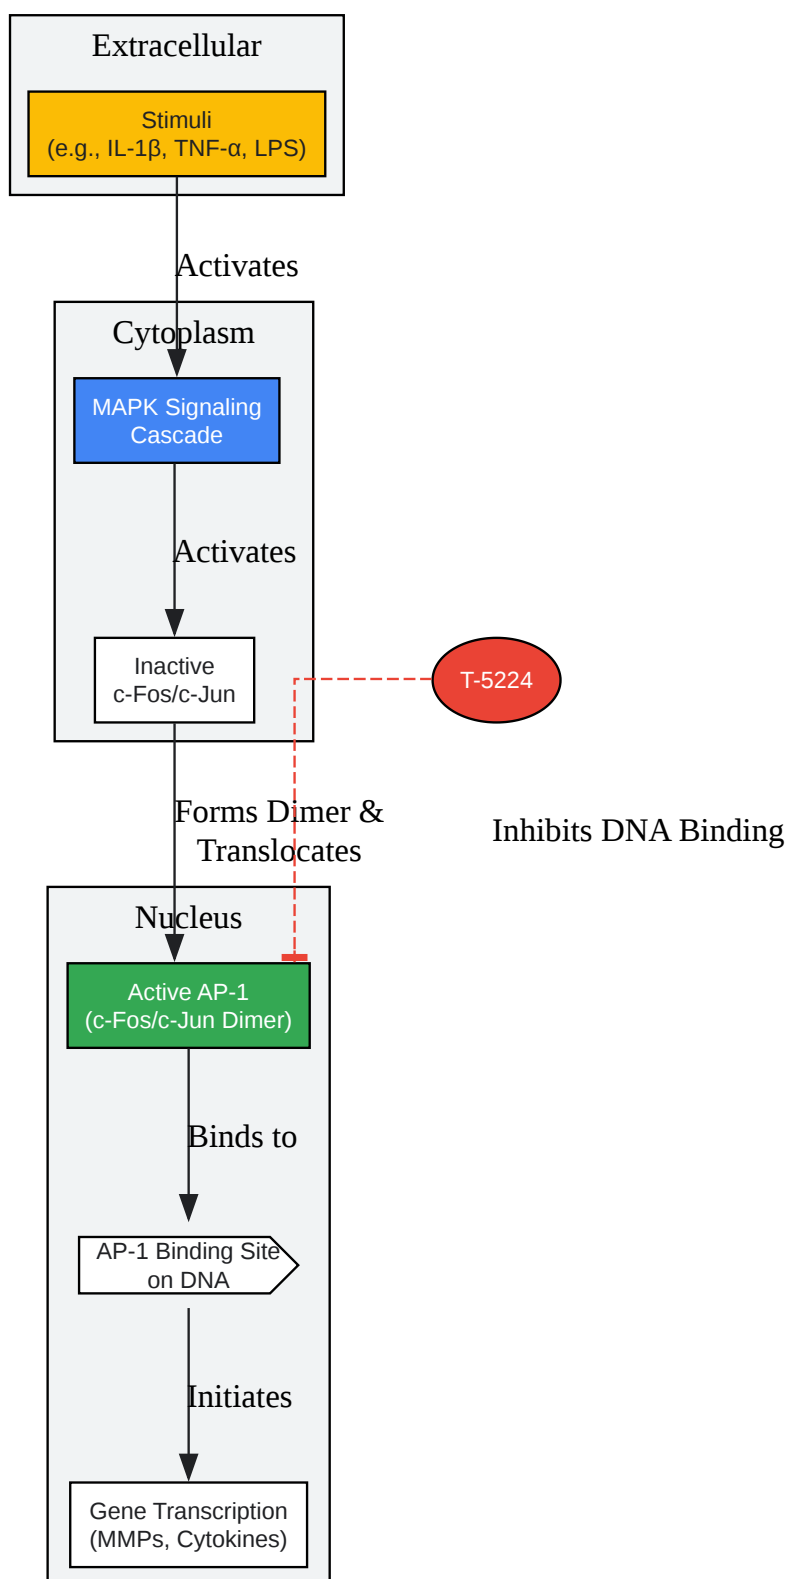 Extracellular
Stimuli
(e.g., IL-1β, TNF-α, LPS)
Activates
Cytoplasm
MAPK Signaling
Cascade
Activates
Inactive
c-Fos/c-Jun
T-5224
Forms Dimer &
Translocates
Inhibits DNA Binding
Nucleus
Active AP-1
(c-Fos/c-Jun Dimer)
Binds to
AP-1 Binding Site
on DNA
Initiates
Gene Transcription
(MMPs, Cytokines)